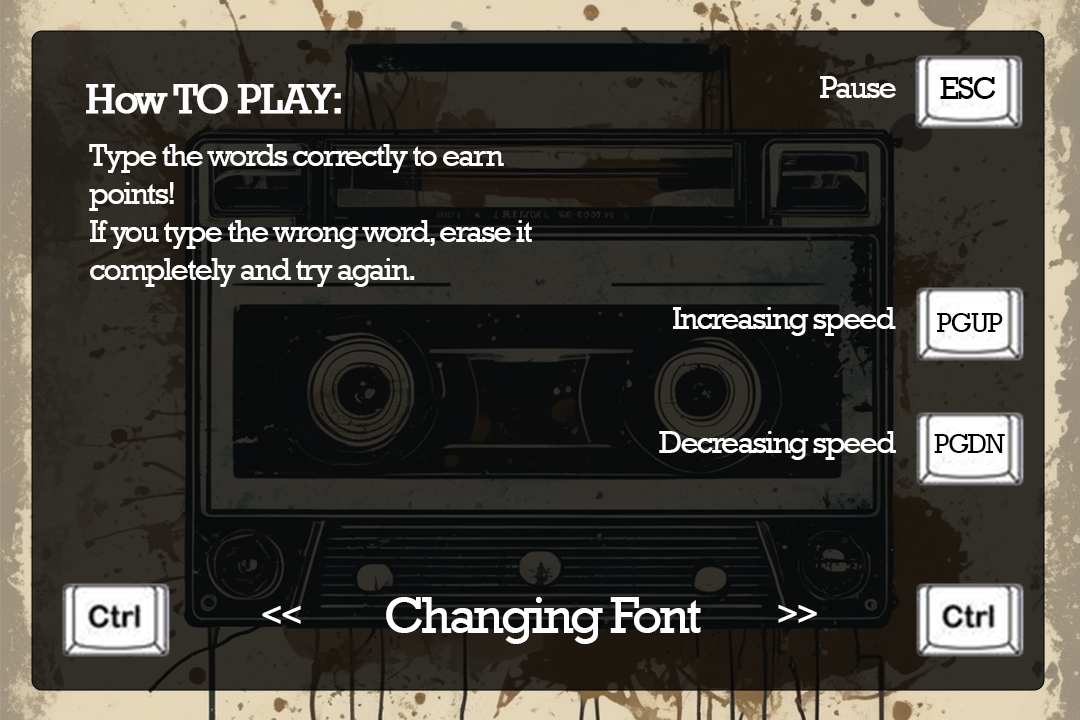 How TO PLAY:
Pause ESC
Type the words correctly to earn
points!
If you type the wrong word, erase it
completely and try again.
Increasing speed PGUP
Decreasing speed PGDN
Ctrl << Changing Font >> Ctrl